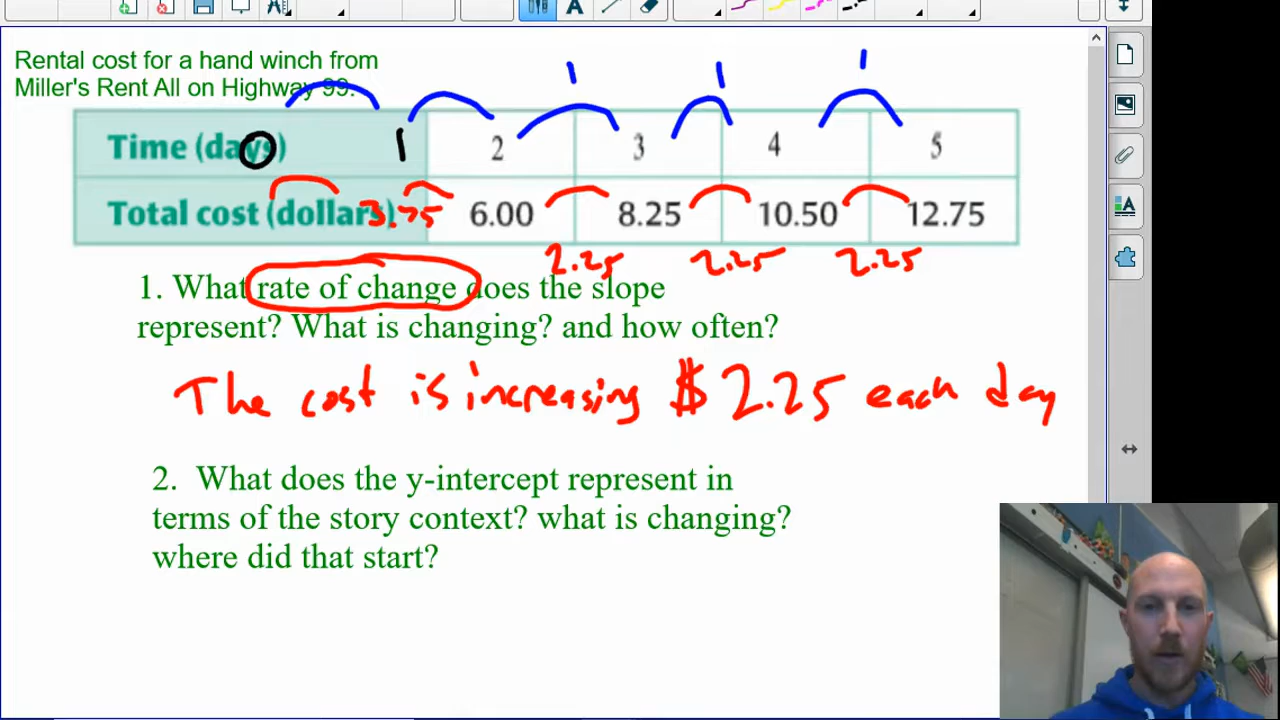 Rental cost for a hand winch from
Miller's Rent All on Highway 99.
1 1 1
Time (days) 0 1 2 3 4 5
Total cost (dollars) 3.75 6.00 8.25 10.50 12.75
2.25 2.25 2.25
1. What rate of change does the slope
represent? What is changing? and how often?
The cost is increasing $2.25 each day
2. What does the y-intercept represent in
terms of the story context? what is changing?
where did that start?